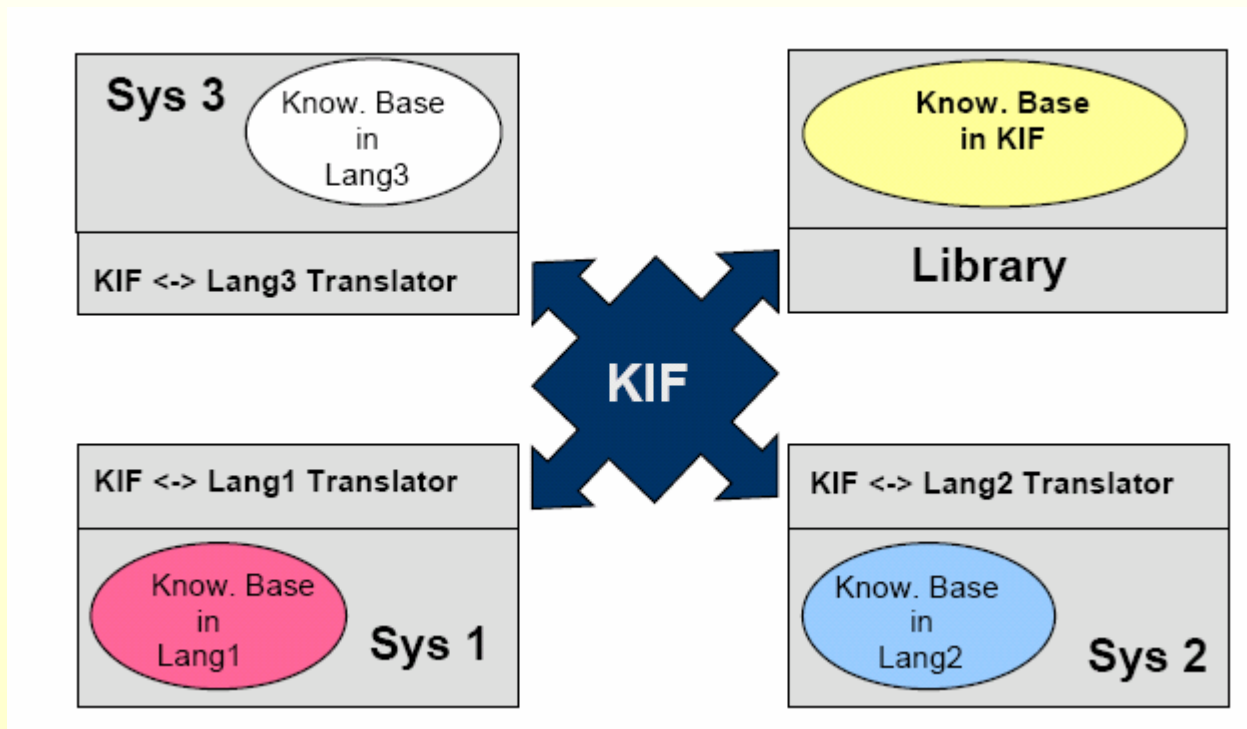 Sys 3
Know. Base
in
Lang3
KIF <-> Lang3 Translator
Know. Base
in KIF
Library
KIF
KIF <-> Lang1 Translator
Know. Base
in
Lang1
Sys 1
KIF <-> Lang2 Translator
Know. Base
in
Lang2
Sys 2